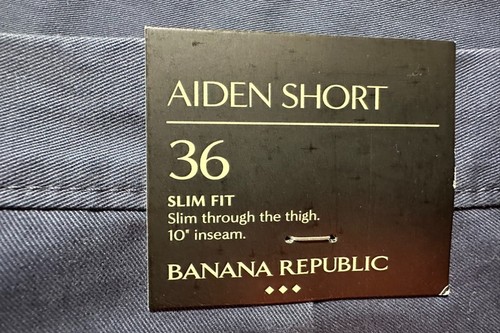 AIDEN SHORT
36
SLIM FIT
Slim through the thigh.
10" inseam.
BANANA REPUBLIC